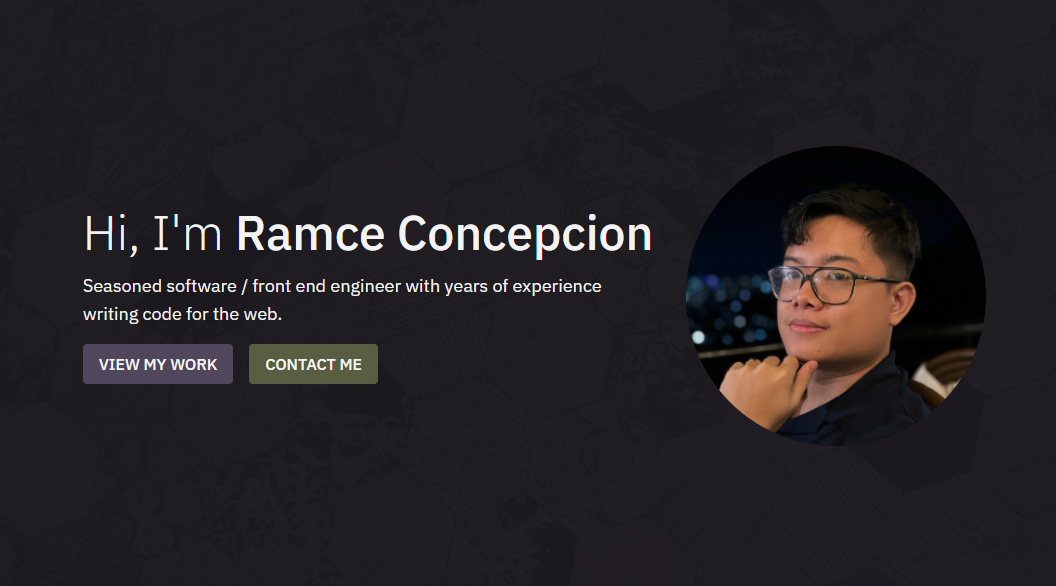 Hi, I'm Ramce Concepcion
Seasoned software / front end engineer with years of experience
writing code for the web.
VIEW MY WORK
CONTACT ME